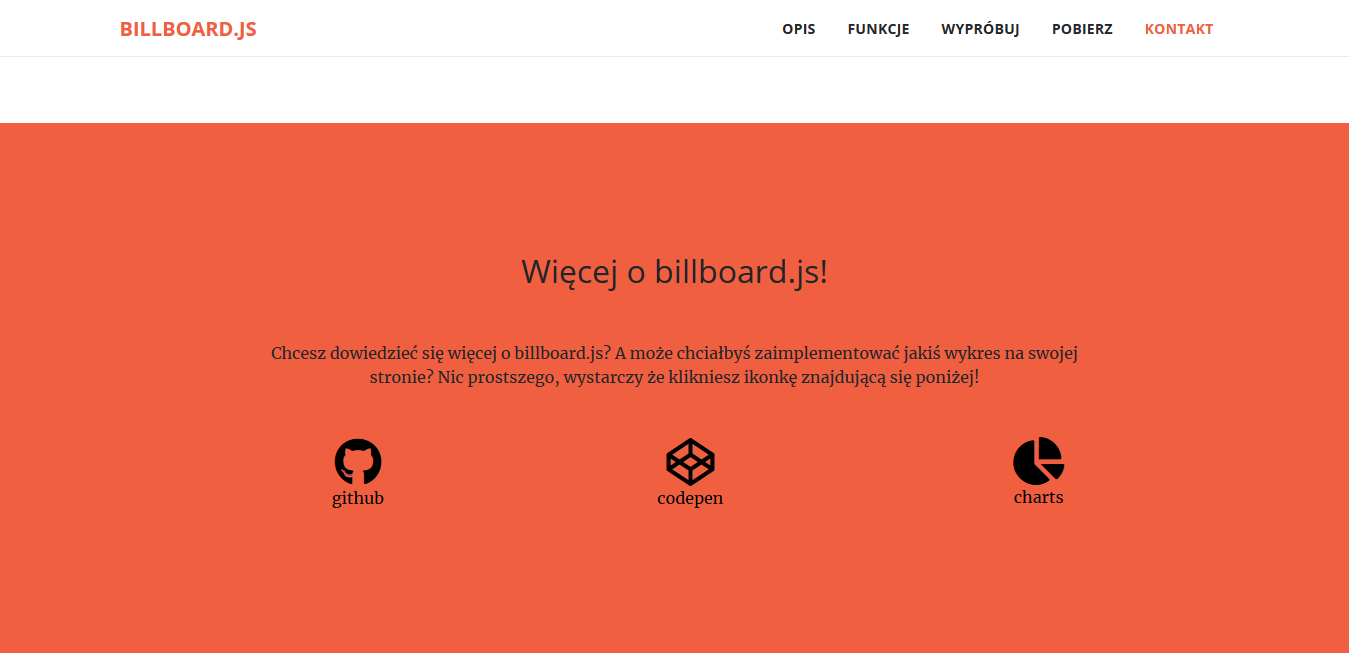 BILLBOARD.JS
OPIS FUNKCJE WYPRÓBUJ POBIERZ KONTAKT
Więcej o billboard.js!
Chcesz dowiedzieć się więcej o billboard.js? A może chciałbyś zaimplementować jakiś wykres na swojej
stronie? Nic prostszego, wystarczy że klikniesz ikonkę znajdującą się poniżej!
github codepen charts